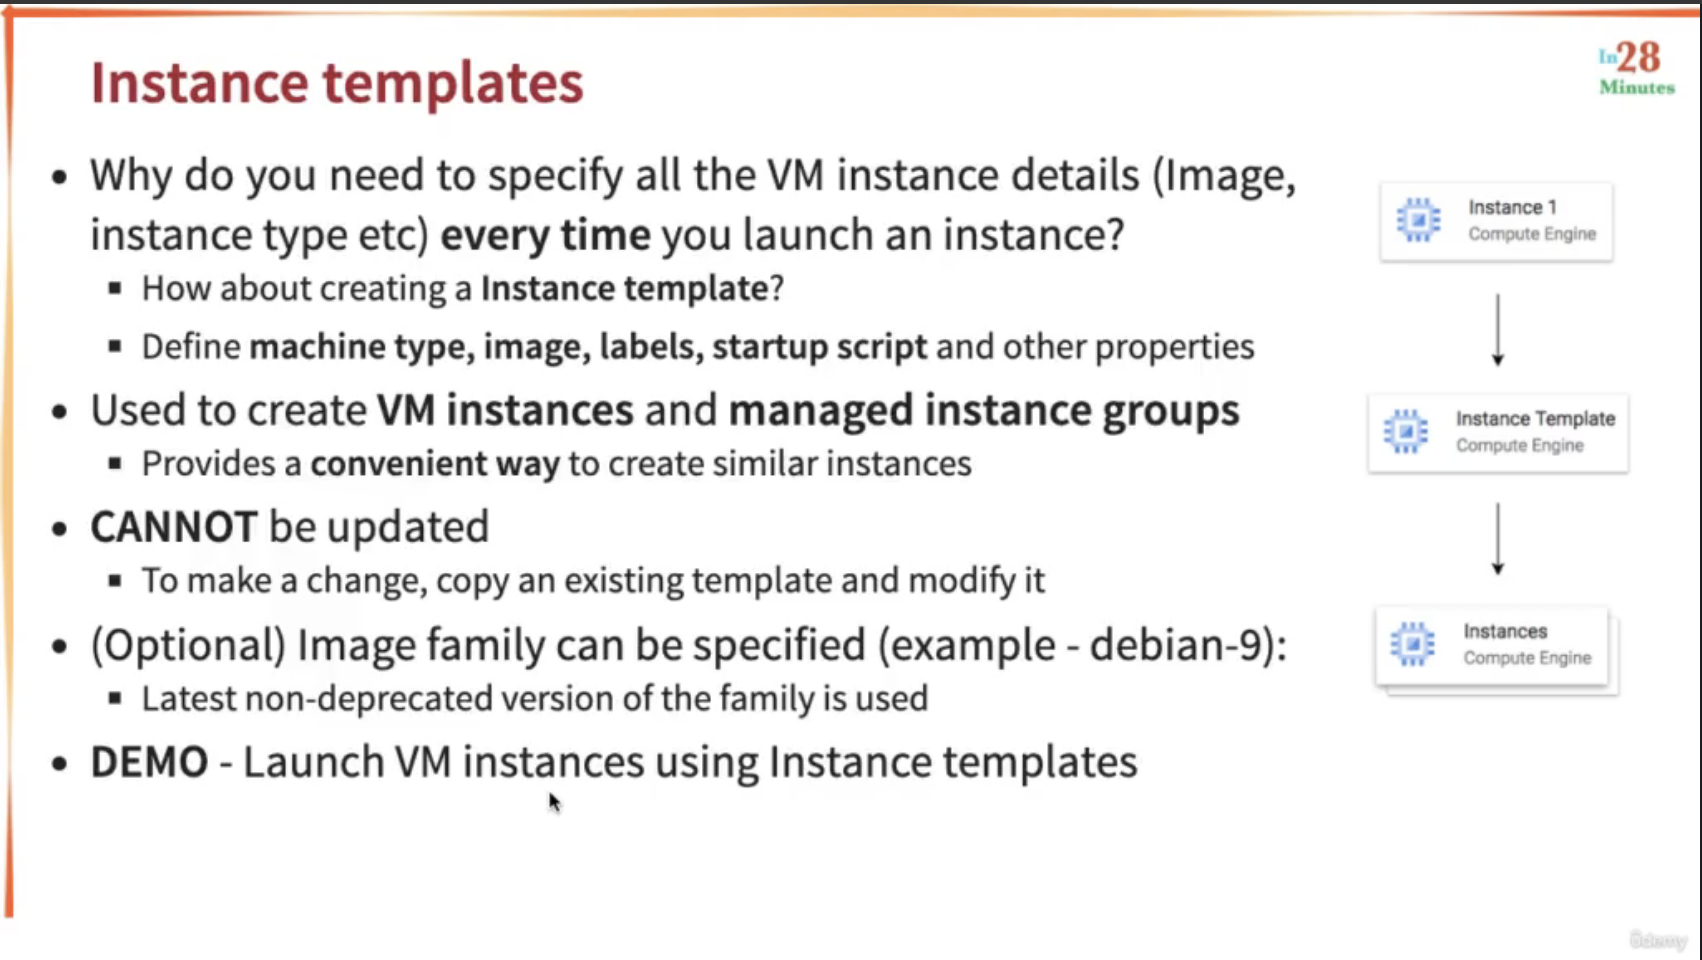 Instance templates
In28
Minutes
• Why do you need to specify all the VM instance details (Image,
instance type etc) every time you launch an instance?
▪ How about creating a Instance template?
▪ Define machine type, image, labels, startup script and other properties
• Used to create VM instances and managed instance groups
▪ Provides a convenient way to create similar instances
• CANNOT be updated
▪ To make a change, copy an existing template and modify it
• (Optional) Image family can be specified (example - debian-9):
▪ Latest non-deprecated version of the family is used
• DEMO - Launch VM instances using Instance templates
Instance 1
Compute Engine
Instance Template
Compute Engine
Instances
Compute Engine
ûdemy